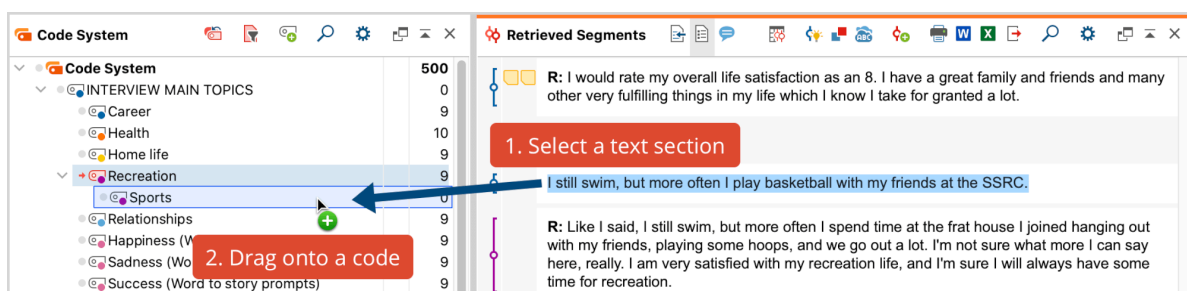 Code System
Code System 500
INTERVIEW MAIN TOPICS 0
Career 9
Health 10
Home life 9
Recreation 9
Sports 0
Relationships 9
Happiness (W
Sadness (Wo
Success (Word to story prompts) 9
2. Drag onto a code
Retrieved Segments
ABC
W
X
R: I would rate my overall life satisfaction as an 8. I have a great family and friends and many
other very fulfilling things in my life which I know I take for granted a lot.
1. Select a text section
I still swim, but more often I play basketball with my friends at the SSRC.
R: Like I said, I still swim, but more often I spend time at the frat house I joined hanging out
with my friends, playing some hoops, and we go out a lot. I'm not sure what more I can say
here, really. I am very satisfied with my recreation life, and I'm sure I will always have some
time for recreation.